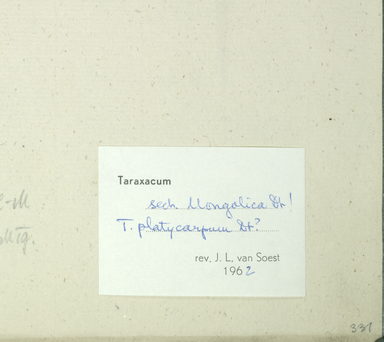 Taraxacum
sect. Mongolica Dt!
T. platycarpum Dt?
rev. J. L. van Soest
1962
331